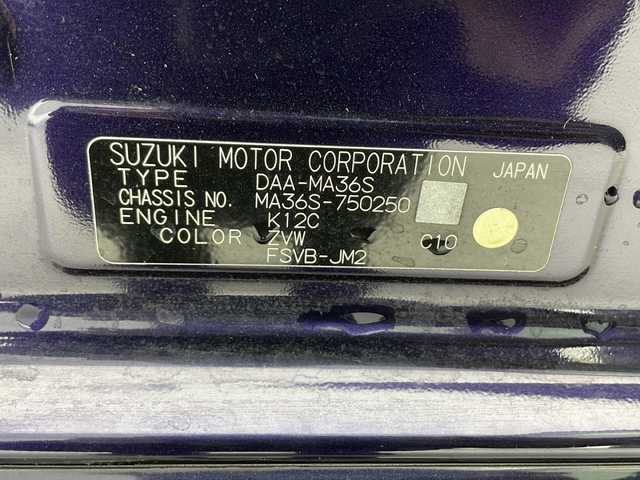 SUZUKI MOTOR CORPORATION JAPAN
TYPE DAA-MA36S
CHASSIS NO. MA36S-750250
ENGINE K12C
COLOR ZVW C10
FSVB-JM2